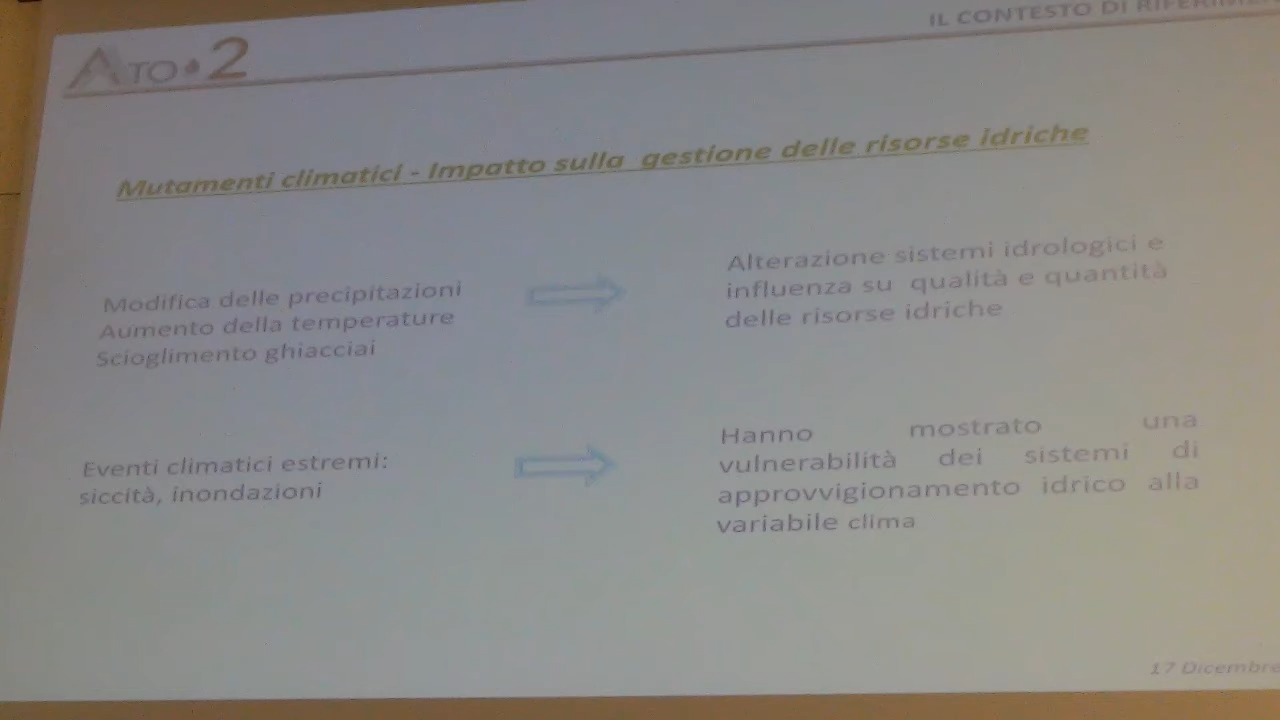 IL CONTESTO DI RIFERIME
ATO•2
Mutamenti climatici - Impatto sulla gestione delle risorse idriche
Modifica delle precipitazioni
Aumento della temperature
Scioglimento ghiacciai
Alterazione sistemi idrologici e
influenza su qualità e quantità
delle risorse idriche
Eventi climatici estremi:
siccità, inondazioni
Hanno mostrato una
vulnerabilità dei sistemi di
approvvigionamento idrico alla
variabile clima
17 Dicembre